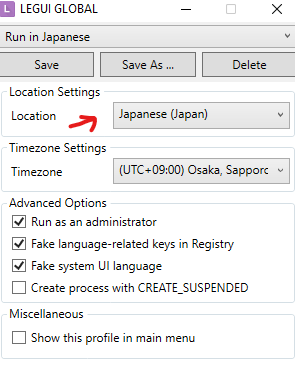 L LEGUI GLOBAL
Run in Japanese
Save Save As ... Delete
Location Settings
Location Japanese (Japan)
Timezone Settings
Timezone (UTC+09:00) Osaka, Sapporo
Advanced Options
Run as an administrator
Fake language-related keys in Registry
Fake system UI language
Create process with CREATE_SUSPENDED
Miscellaneous
Show this profile in main menu